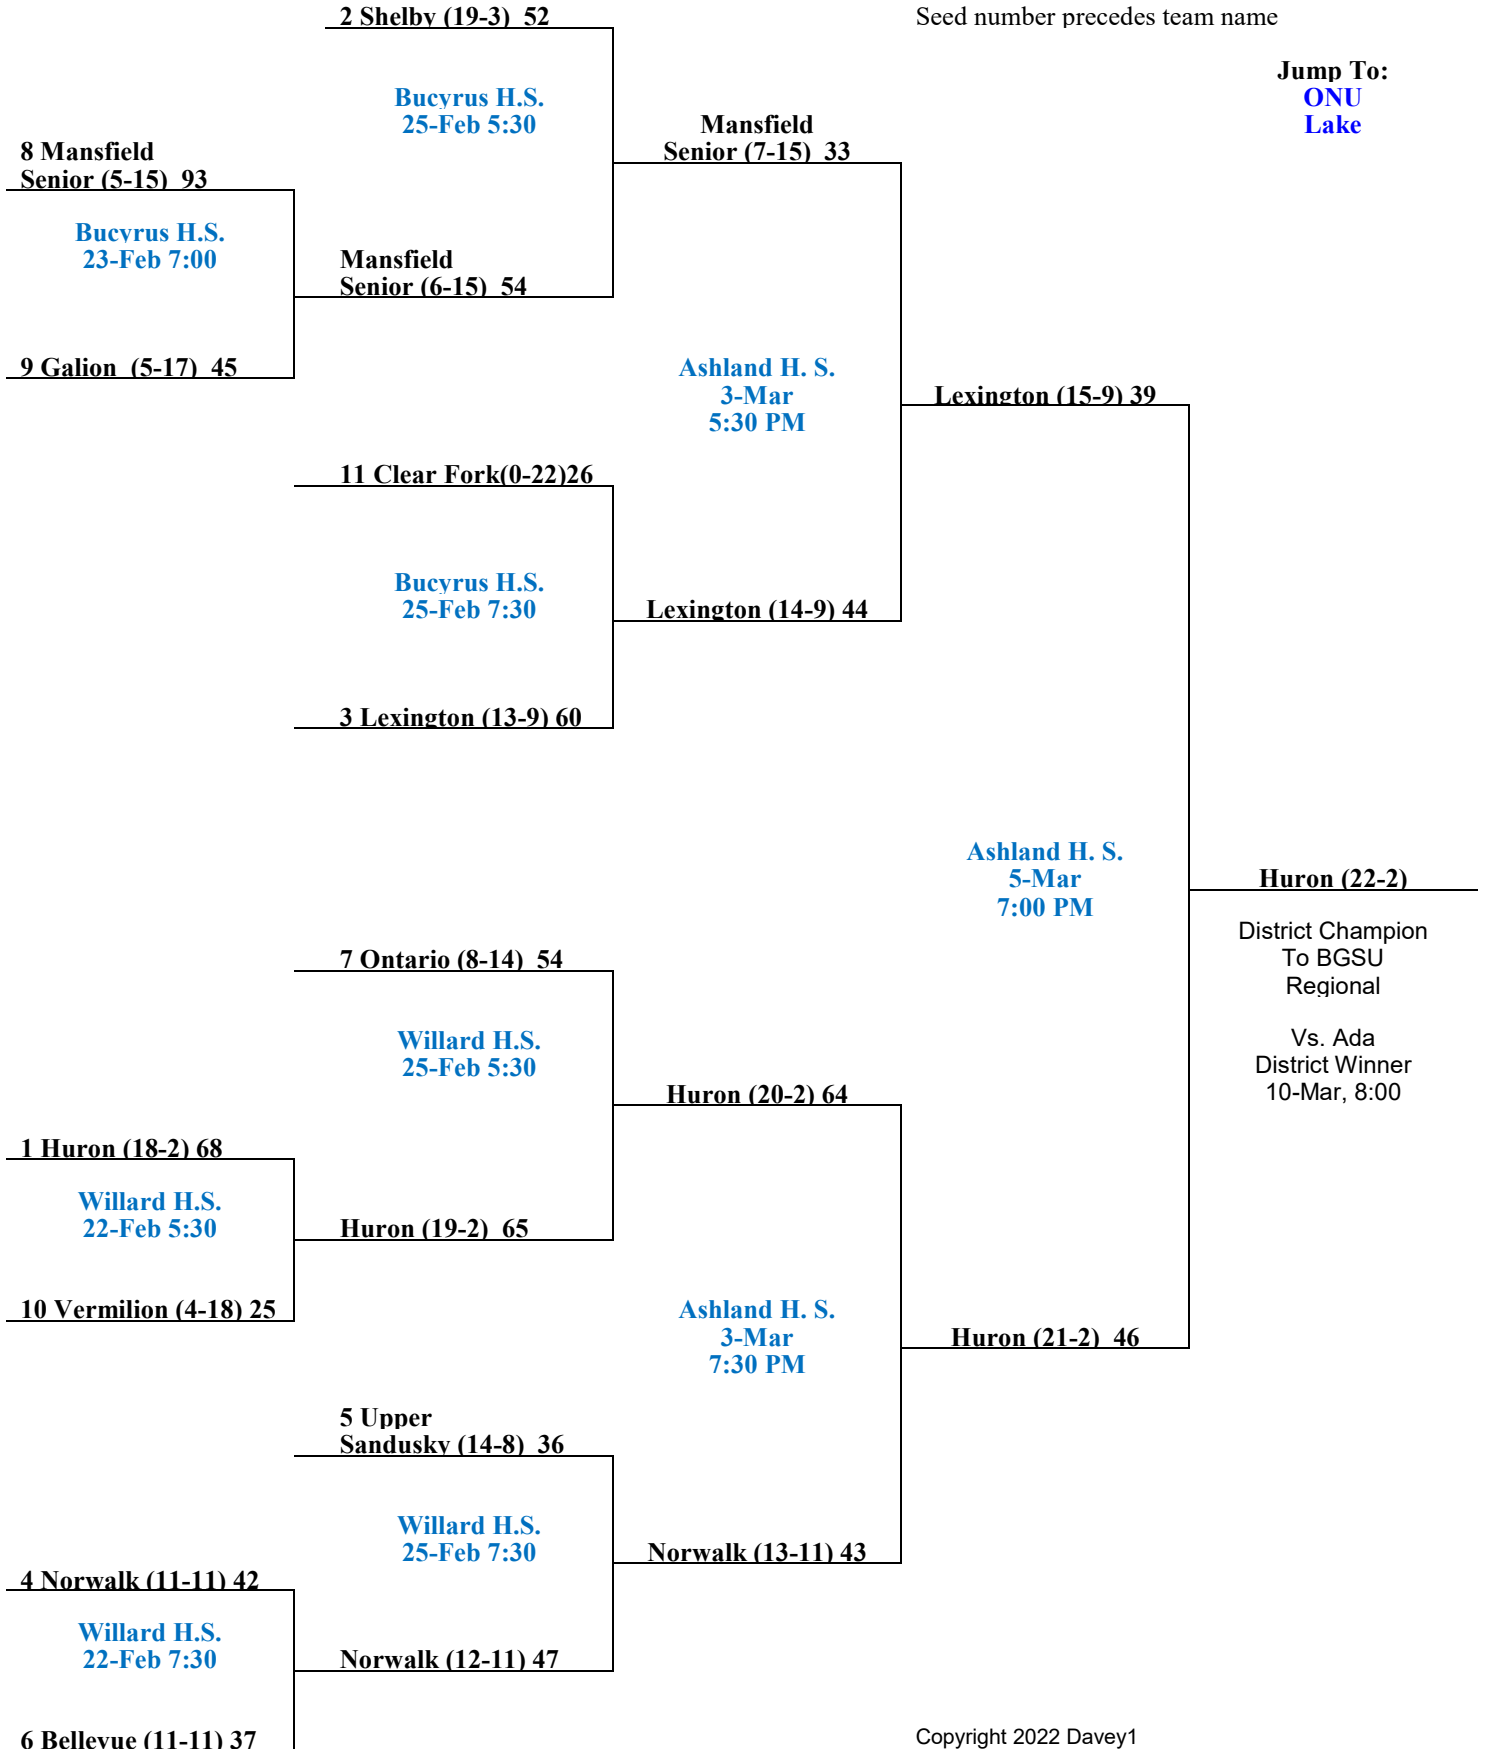 2 Shelby (19-3)  52
Seed number precedes team name
Jump To:
ONU
Lake
Bucyrus H.S.
25-Feb 5:30
Mansfield
Senior (7-15)  33
8 Mansfield
Senior (5-15)  93
Bucyrus H.S.
23-Feb 7:00
Mansfield
Senior (6-15)  54
9 Galion  (5-17)  45
Ashland H. S.
3-Mar
5:30 PM
Lexington (15-9) 39
11 Clear Fork(0-22)26
Bucyrus H.S.
25-Feb 7:30
Lexington (14-9) 44
3 Lexington (13-9) 60
Ashland H. S.
5-Mar
7:00 PM
Huron (22-2)
District Champion
To BGSU
Regional
Vs. Ada
District Winner
10-Mar, 8:00
7 Ontario (8-14)  54
Willard H.S.
25-Feb 5:30
Huron (20-2) 64
1 Huron (18-2) 68
Willard H.S.
22-Feb 5:30
Huron (19-2)  65
10 Vermilion (4-18) 25
Ashland H. S.
3-Mar
7:30 PM
Huron (21-2)  46
5 Upper
Sandusky (14-8)  36
Willard H.S.
25-Feb 7:30
Norwalk (13-11) 43
4 Norwalk (11-11) 42
Willard H.S.
22-Feb 7:30
Norwalk (12-11) 47
6 Bellevue (11-11) 37
Copyright 2022 Davey1